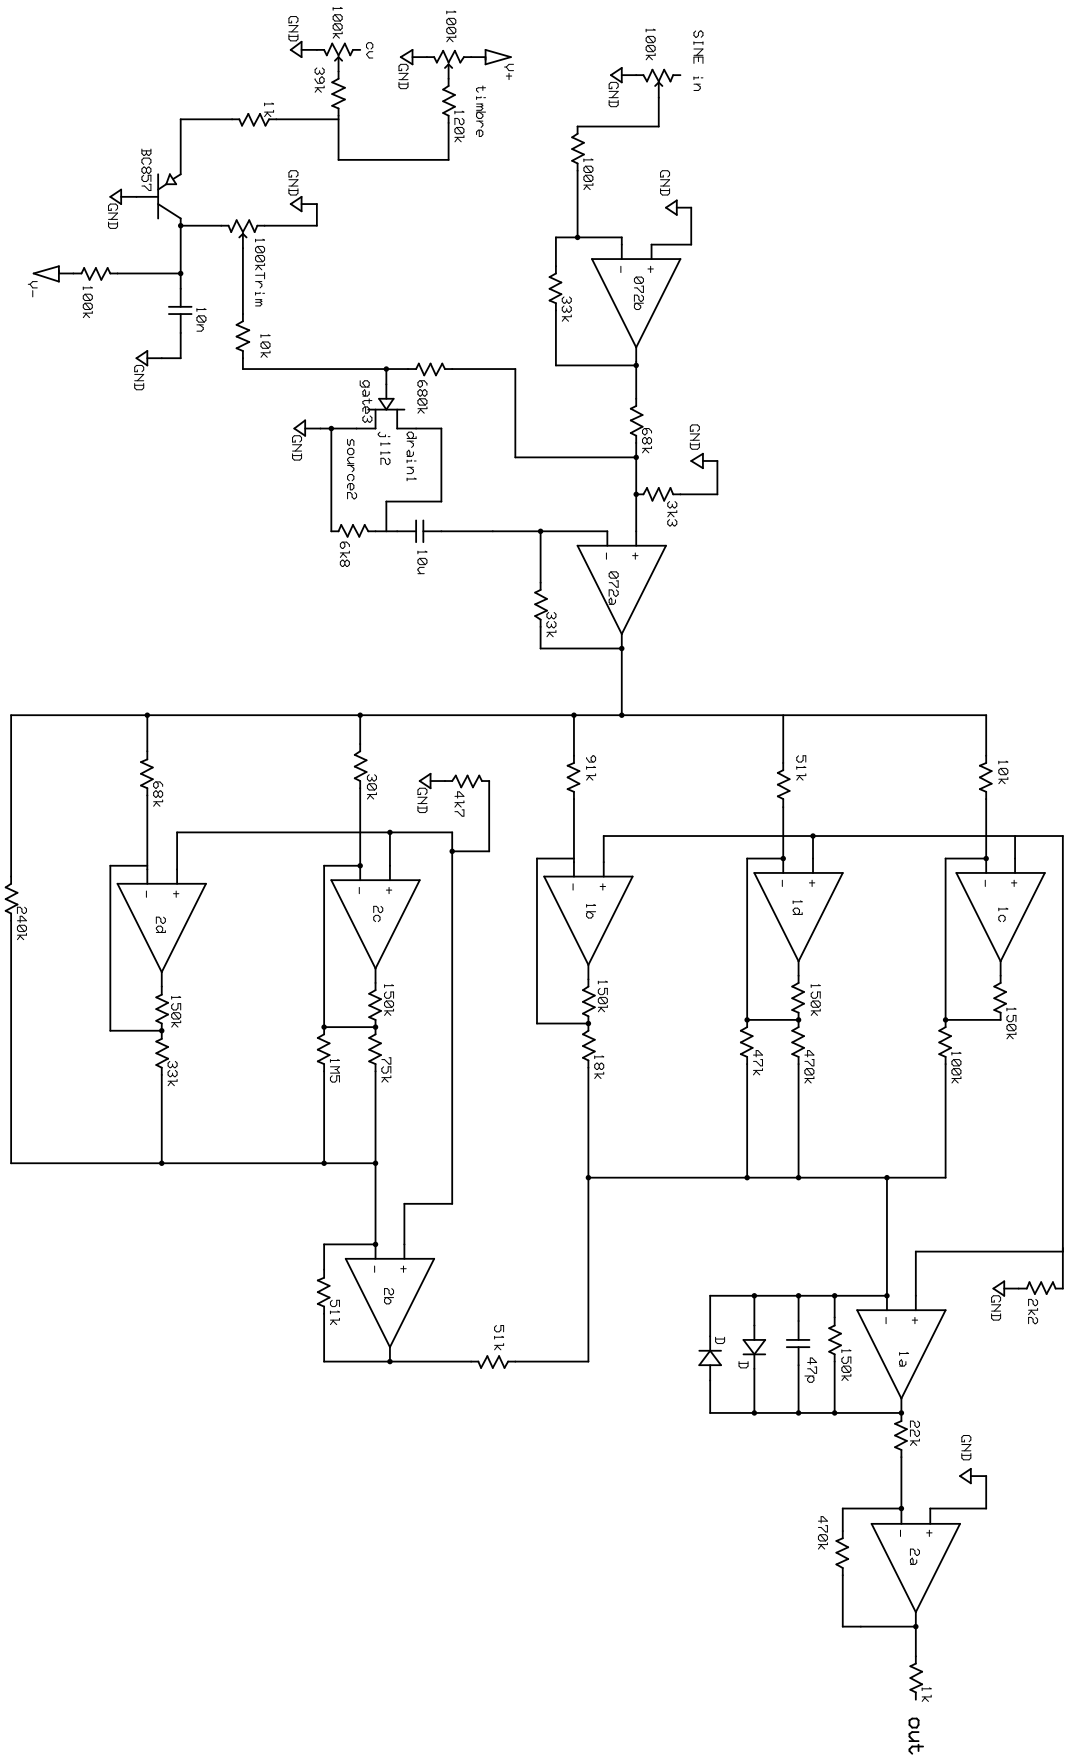 SINE in
100k
GND
100k
GND
072b
33k
68k
GND
3k3
072a
33k
V+
100k
GND
timbre
120k
cv
100k
GND
39k
1k
BC857
GND
GND
100kTrim
100k
V-
10n
GND
10k
680k
gate3
j112
drain1
source2
GND
6k8
10u
10k
1c
150k
100k
51k
1d
150k
470k
47k
91k
1b
150k
18k
30k
4k7
GND
2c
150k
75k
1M5
68k
2d
150k
33k
240k
2b
51k
51k
2k2
GND
1a
150k
47p
D
D
22k
GND
2a
470k
1k
out
+
-
+
-
+
-
+
-
+
-
+
-
+
-
+
-
+
-
+
-